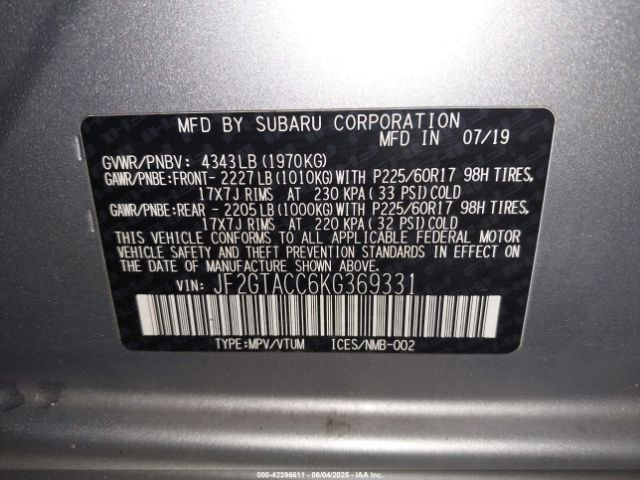 MFD BY SUBARU CORPORATION
MFD IN 07/19
GVWR/PNBV: 4343LB (1970KG)
GAWR/PNBE: FRONT- 2227LB (1010KG) WITH P225/60R17 98H TIRES,
17X7J RIMS AT 230 KPA (33 PSI) COLD
GAWR/PNBE: REAR - 2205LB (1000KG) WITH P225/60R17 98H TIRES,
17X7J RIMS AT 220 KPA (32 PSI) COLD
THIS VEHICLE CONFORMS TO ALL APPLICABLE FEDERAL MOTOR
VEHICLE SAFETY AND THEFT PREVENTION STANDARDS IN EFFECT ON
THE DATE OF MANUFACTURE SHOWN ABOVE.
VIN: JF2GTACC6KG369331
TYPE:MPV/VTUM ICES/NMB-002
000-42396611 - 06/04/2025 - IAA Inc.